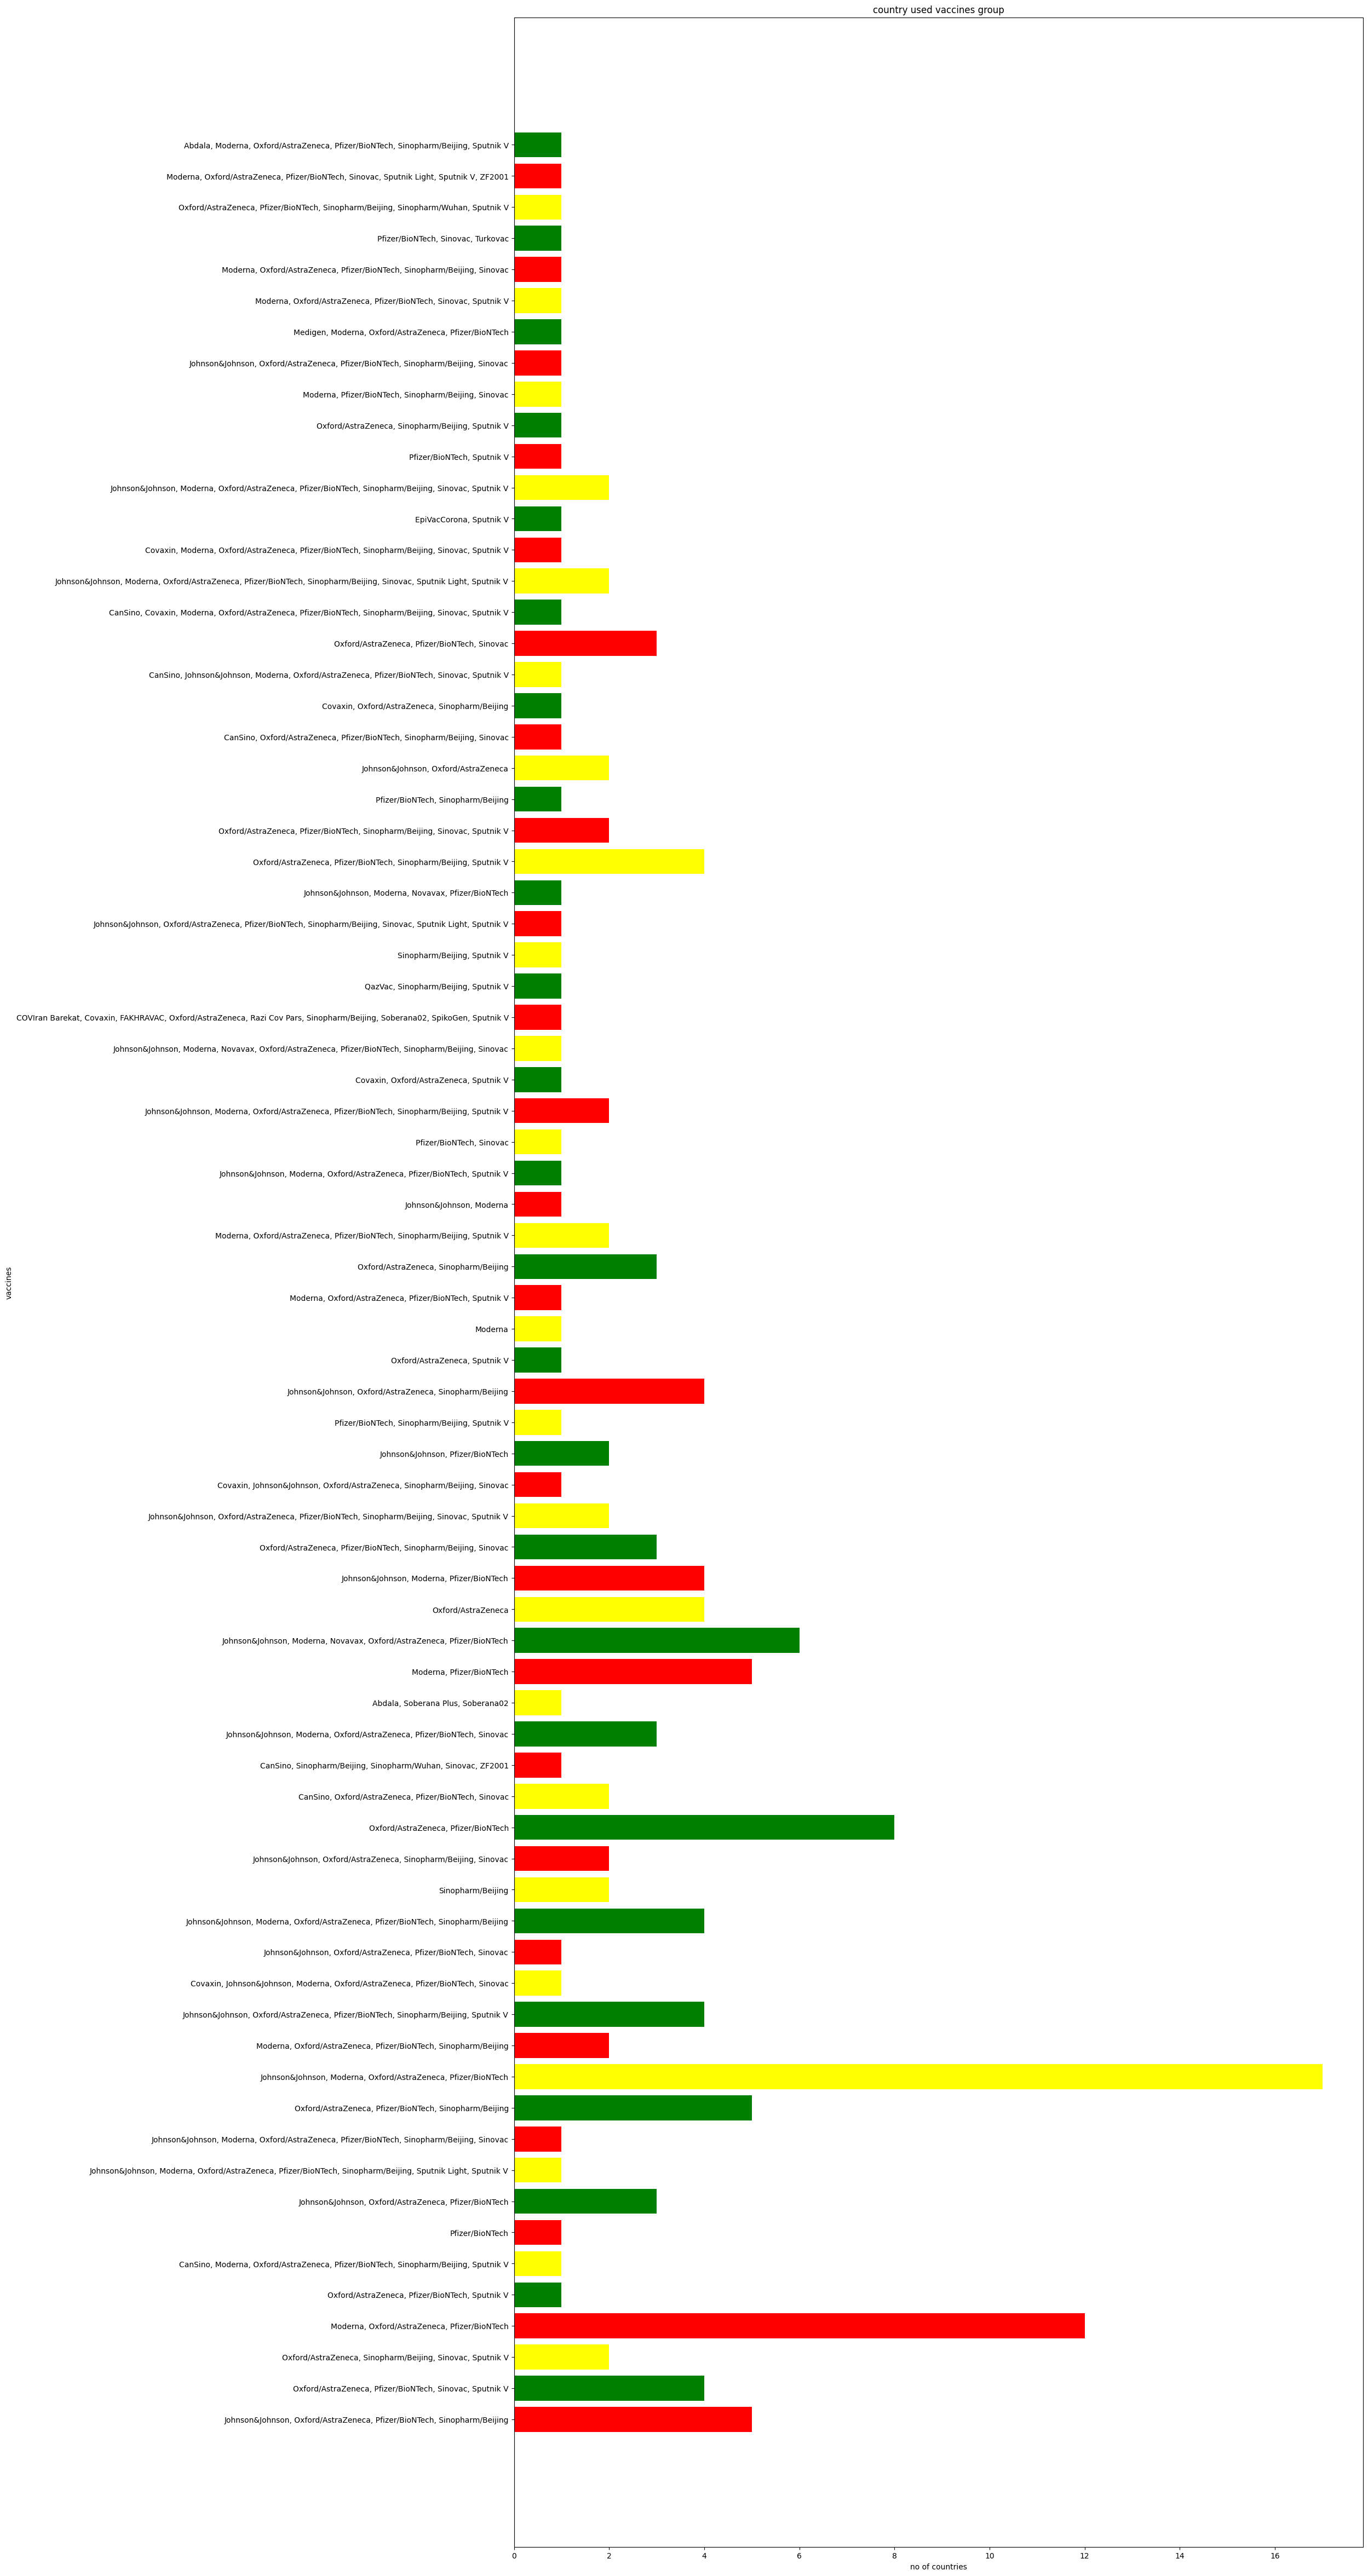 country used vaccines group
Abdala, Moderna, Oxford/AstraZeneca, Pfizer/BioNTech, Sinopharm/Beijing, Sputnik V
Moderna, Oxford/AstraZeneca, Pfizer/BioNTech, Sinovac, Sputnik Light, Sputnik V, ZF2001
Oxford/AstraZeneca, Pfizer/BioNTech, Sinopharm/Beijing, Sinopharm/Wuhan, Sputnik V
Pfizer/BioNTech, Sinovac, Turkovac
Moderna, Oxford/AstraZeneca, Pfizer/BioNTech, Sinopharm/Beijing, Sinovac
Moderna, Oxford/AstraZeneca, Pfizer/BioNTech, Sinovac, Sputnik V
Medigen, Moderna, Oxford/AstraZeneca, Pfizer/BioNTech
Johnson&Johnson, Oxford/AstraZeneca, Pfizer/BioNTech, Sinopharm/Beijing, Sinovac
Moderna, Pfizer/BioNTech, Sinopharm/Beijing, Sinovac
Oxford/AstraZeneca, Sinopharm/Beijing, Sputnik V
Pfizer/BioNTech, Sputnik V
Johnson&Johnson, Moderna, Oxford/AstraZeneca, Pfizer/BioNTech, Sinopharm/Beijing, Sinovac, Sputnik V
EpiVacCorona, Sputnik V
Covaxin, Moderna, Oxford/AstraZeneca, Pfizer/BioNTech, Sinopharm/Beijing, Sinovac, Sputnik V
Johnson&Johnson, Moderna, Oxford/AstraZeneca, Pfizer/BioNTech, Sinopharm/Beijing, Sinovac, Sputnik Light, Sputnik V
CanSino, Covaxin, Moderna, Oxford/AstraZeneca, Pfizer/BioNTech, Sinopharm/Beijing, Sinovac, Sputnik V
Oxford/AstraZeneca, Pfizer/BioNTech, Sinovac
CanSino, Johnson&Johnson, Moderna, Oxford/AstraZeneca, Pfizer/BioNTech, Sinovac, Sputnik V
Covaxin, Oxford/AstraZeneca, Sinopharm/Beijing
CanSino, Oxford/AstraZeneca, Pfizer/BioNTech, Sinopharm/Beijing, Sinovac
Johnson&Johnson, Oxford/AstraZeneca
Pfizer/BioNTech, Sinopharm/Beijing
Oxford/AstraZeneca, Pfizer/BioNTech, Sinopharm/Beijing, Sinovac, Sputnik V
Oxford/AstraZeneca, Pfizer/BioNTech, Sinopharm/Beijing, Sputnik V
Johnson&Johnson, Moderna, Novavax, Pfizer/BioNTech
Johnson&Johnson, Oxford/AstraZeneca, Pfizer/BioNTech, Sinopharm/Beijing, Sinovac, Sputnik Light, Sputnik V
Sinopharm/Beijing, Sputnik V
QazVac, Sinopharm/Beijing, Sputnik V
COVIran Barekat, Covaxin, FAKHRAVAC, Oxford/AstraZeneca, Razi Cov Pars, Sinopharm/Beijing, Soberana02, SpikoGen, Sputnik V
Johnson&Johnson, Moderna, Novavax, Oxford/AstraZeneca, Pfizer/BioNTech, Sinopharm/Beijing, Sinovac
Covaxin, Oxford/AstraZeneca, Sputnik V
Johnson&Johnson, Moderna, Oxford/AstraZeneca, Pfizer/BioNTech, Sinopharm/Beijing, Sputnik V
Pfizer/BioNTech, Sinovac
Johnson&Johnson, Moderna, Oxford/AstraZeneca, Pfizer/BioNTech, Sputnik V
Johnson&Johnson, Moderna
Moderna, Oxford/AstraZeneca, Pfizer/BioNTech, Sinopharm/Beijing, Sputnik V
Oxford/AstraZeneca, Sinopharm/Beijing
vaccines
Moderna, Oxford/AstraZeneca, Pfizer/BioNTech, Sputnik V
Moderna
Oxford/AstraZeneca, Sputnik V
Johnson&Johnson, Oxford/AstraZeneca, Sinopharm/Beijing
Pfizer/BioNTech, Sinopharm/Beijing, Sputnik V
Johnson&Johnson, Pfizer/BioNTech
Covaxin, Johnson&Johnson, Oxford/AstraZeneca, Sinopharm/Beijing, Sinovac
Johnson&Johnson, Oxford/AstraZeneca, Pfizer/BioNTech, Sinopharm/Beijing, Sinovac, Sputnik V
Oxford/AstraZeneca, Pfizer/BioNTech, Sinopharm/Beijing, Sinovac
Johnson&Johnson, Moderna, Pfizer/BioNTech
Oxford/AstraZeneca
Johnson&Johnson, Moderna, Novavax, Oxford/AstraZeneca, Pfizer/BioNTech
Moderna, Pfizer/BioNTech
Abdala, Soberana Plus, Soberana02
Johnson&Johnson, Moderna, Oxford/AstraZeneca, Pfizer/BioNTech, Sinovac
CanSino, Sinopharm/Beijing, Sinopharm/Wuhan, Sinovac, ZF2001
CanSino, Oxford/AstraZeneca, Pfizer/BioNTech, Sinovac
Oxford/AstraZeneca, Pfizer/BioNTech
Johnson&Johnson, Oxford/AstraZeneca, Sinopharm/Beijing, Sinovac
Sinopharm/Beijing
Johnson&Johnson, Moderna, Oxford/AstraZeneca, Pfizer/BioNTech, Sinopharm/Beijing
Johnson&Johnson, Oxford/AstraZeneca, Pfizer/BioNTech, Sinovac
Covaxin, Johnson&Johnson, Moderna, Oxford/AstraZeneca, Pfizer/BioNTech, Sinovac
Johnson&Johnson, Oxford/AstraZeneca, Pfizer/BioNTech, Sinopharm/Beijing, Sputnik V
Moderna, Oxford/AstraZeneca, Pfizer/BioNTech, Sinopharm/Beijing
Johnson&Johnson, Moderna, Oxford/AstraZeneca, Pfizer/BioNTech
Oxford/AstraZeneca, Pfizer/BioNTech, Sinopharm/Beijing
Johnson&Johnson, Moderna, Oxford/AstraZeneca, Pfizer/BioNTech, Sinopharm/Beijing, Sinovac
Johnson&Johnson, Moderna, Oxford/AstraZeneca, Pfizer/BioNTech, Sinopharm/Beijing, Sputnik Light, Sputnik V
Johnson&Johnson, Oxford/AstraZeneca, Pfizer/BioNTech
Pfizer/BioNTech
CanSino, Moderna, Oxford/AstraZeneca, Pfizer/BioNTech, Sinopharm/Beijing, Sputnik V
Oxford/AstraZeneca, Pfizer/BioNTech, Sputnik V
Moderna, Oxford/AstraZeneca, Pfizer/BioNTech
Oxford/AstraZeneca, Sinopharm/Beijing, Sinovac, Sputnik V
Oxford/AstraZeneca, Pfizer/BioNTech, Sinovac, Sputnik V
Johnson&Johnson, Oxford/AstraZeneca, Pfizer/BioNTech, Sinopharm/Beijing
0 2 4 6 8 10 12 14 16
no of countries